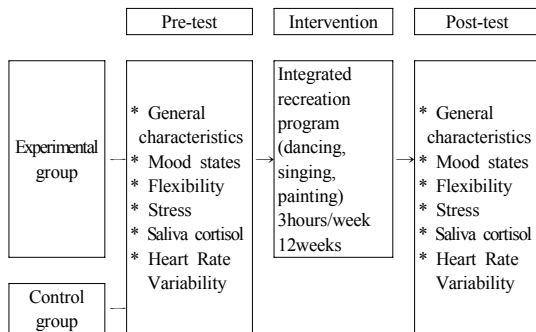 Pre-test
Intervention
Post-test
Experimental
group
Control
group
* General
characteristics
* Mood states
* Flexibility
* Stress
* Saliva cortisol
* Heart Rate
Variability
Integrated
recreation
program
(dancing,
singing,
painting)
3hours/week
12weeks
* General
characteristics
* Mood states
* Flexibility
* Stress
* Saliva cortisol
* Heart Rate
Variability